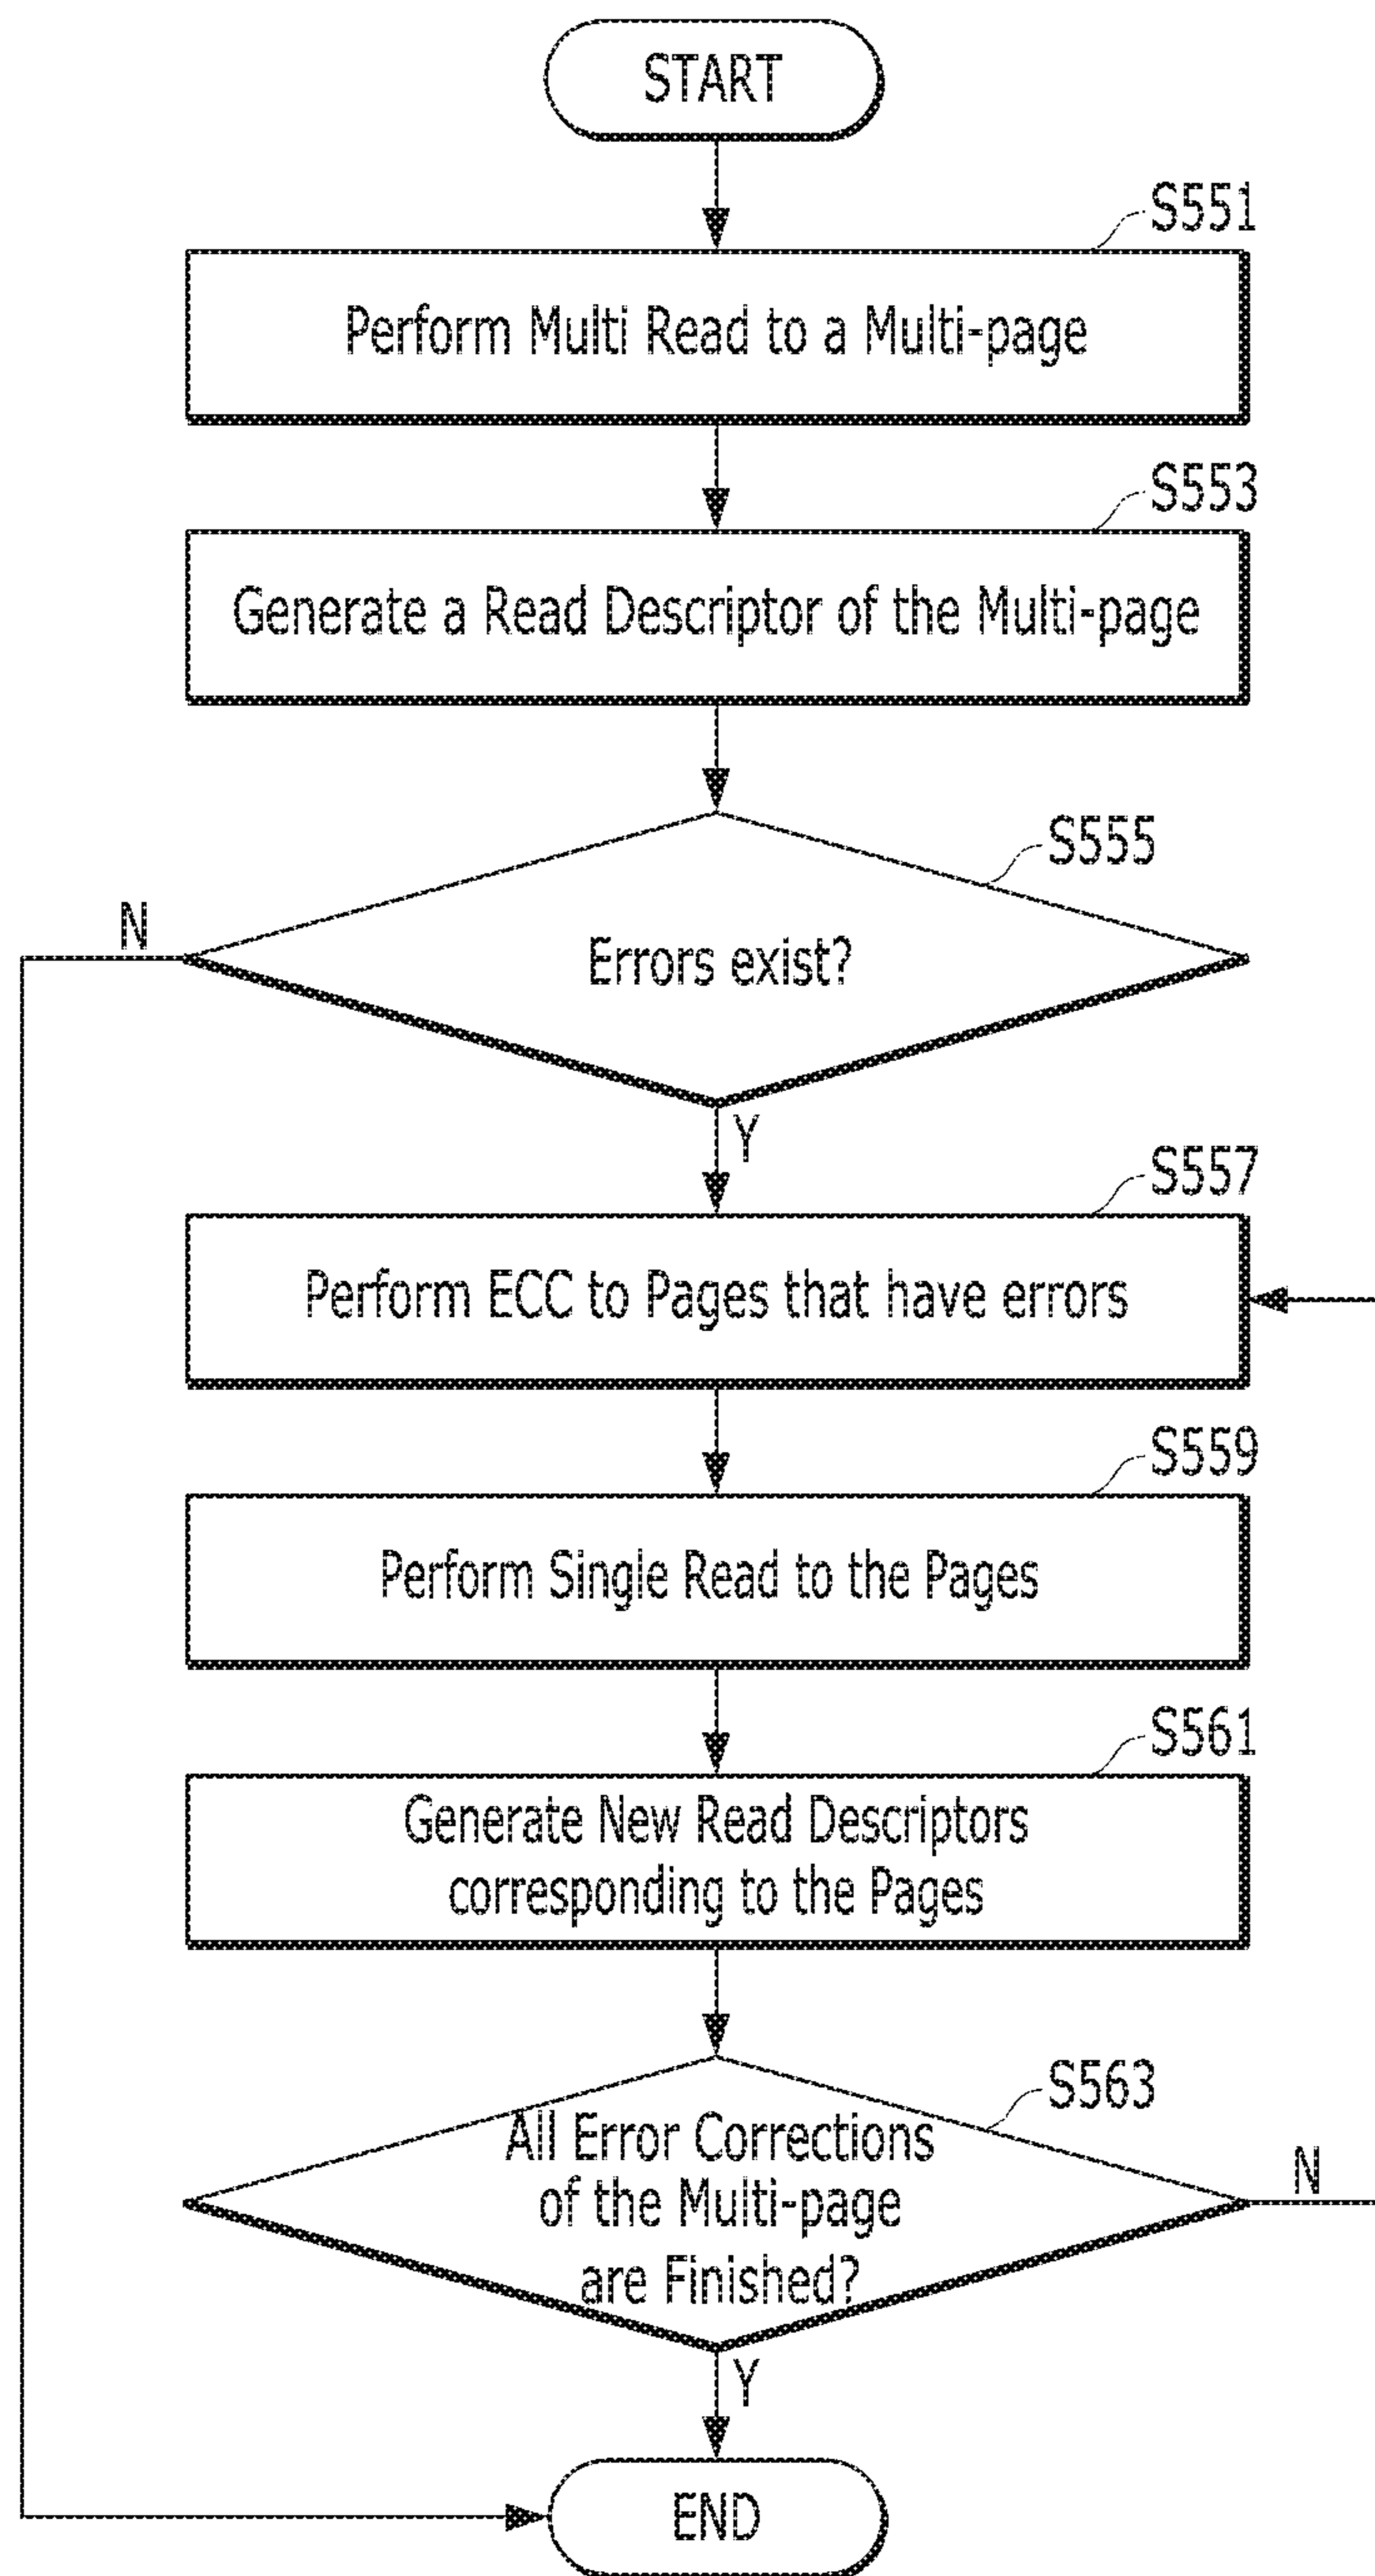 START
S551
Perform Multi Read to a Multi-page
S553
Generate a Read Descriptor of the Multi-page
S555
N
Errors exist?
Y
S557
Perform ECC to Pages that have errors
S559
Perform Single Read to the Pages
S561
Generate New Read Descriptors
corresponding to the Pages
S563
All Error Corrections
N
of the Multi-page
are Finished?
Y
END